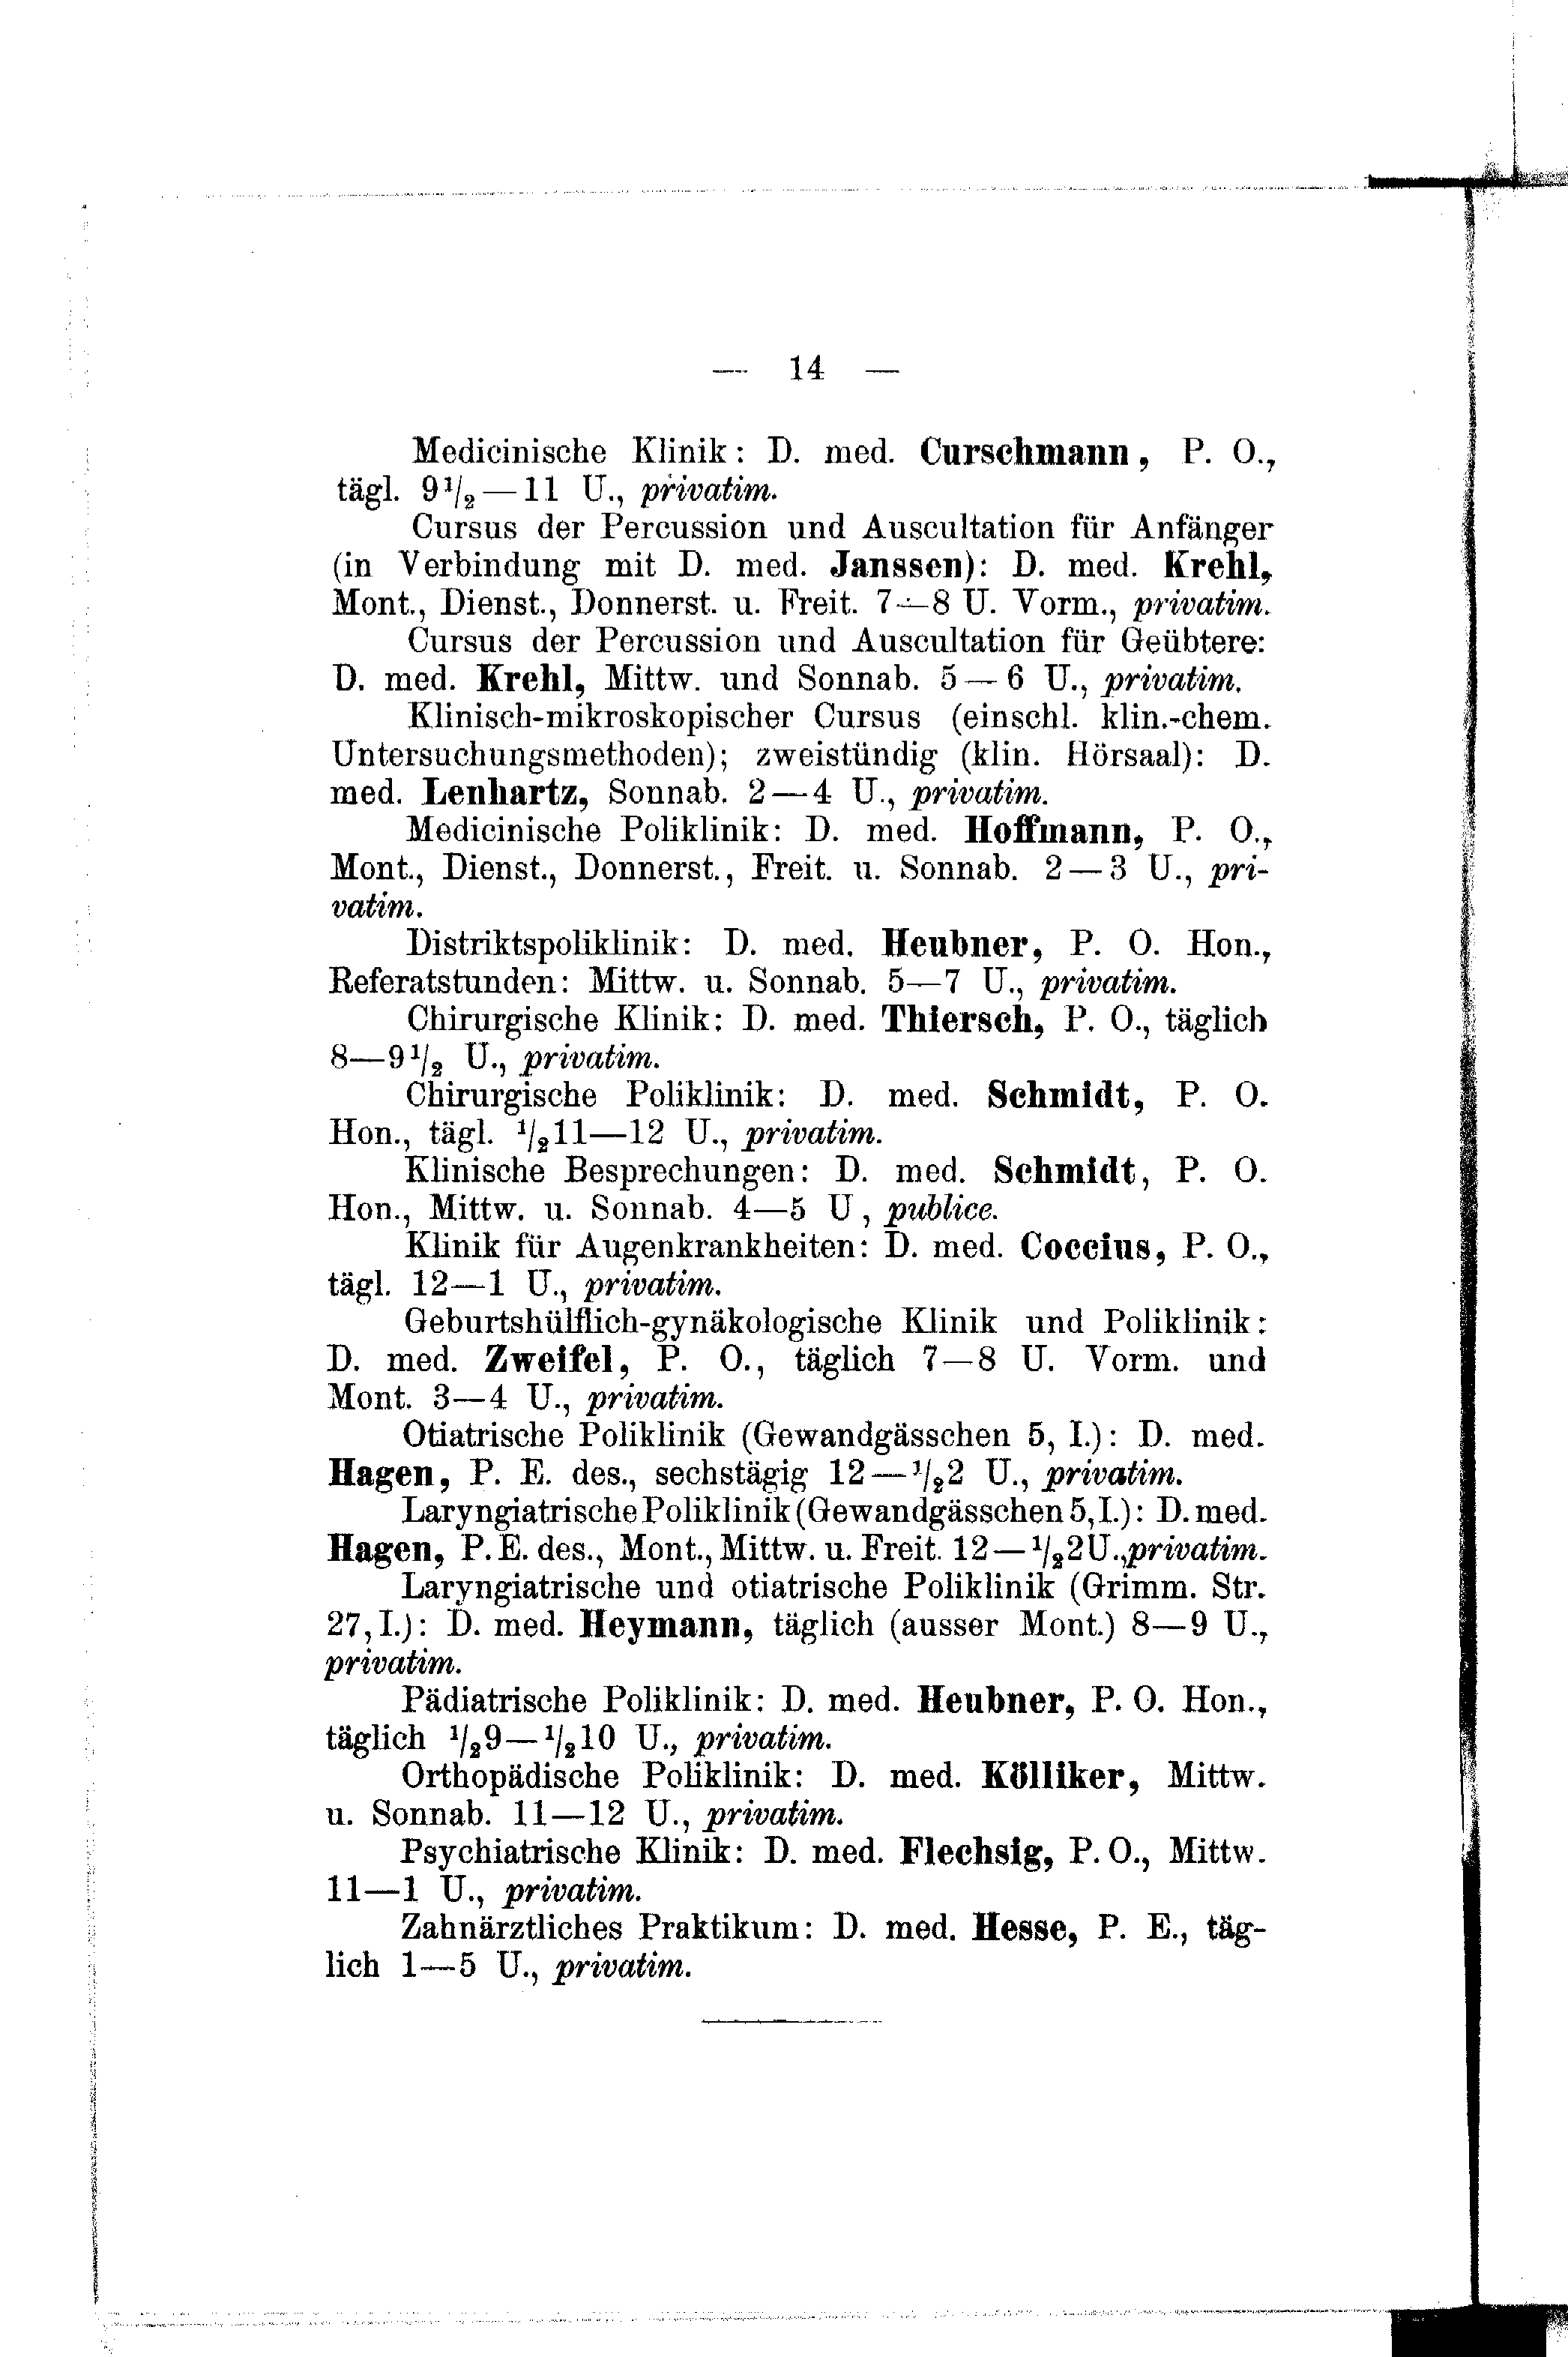 — 14 —
Medicinische Klinik: D. med. Curschmann, P. O.,
tägl. 9 1/2—11 U., privatim.
Cursus der Percussion und Auscultation für Anfänger
(in Verbindung mit D. med. Janssen): D. med. Krehl,
Mont., Dienst., Donnerst. u. Freit. 7—8 U. Vorm., privatim.
Cursus der Percussion und Auscultation für Geübtere:
D. med. Krehl, Mittw. und Sonnab. 5—6 U., privatim.
Klinisch-mikroskopischer Cursus (einschl. klin.-chem.
Untersuchungsmethoden); zweistündig (klin. Hörsaal): D.
med. Lenhartz, Sonnab. 2—4 U., privatim.
Medicinische Poliklinik: D. med. Hoffmann, P. O.,
Mont., Dienst., Donnerst., Freit. u. Sonnab. 2—3 U., pri-
vatim.
Distriktspoliklinik: D. med. Heubner, P. O. Hon.,
Referatstunden: Mittw. u. Sonnab. 5—7 U., privatim.
Chirurgische Klinik: D. med. Thiersch, P. O., täglich
8—9 1/2 U., privatim.
Chirurgische Poliklinik: D. med. Schmidt, P. O.
Hon., tägl. 1/2 11—12 U., privatim.
Klinische Besprechungen: D. med. Schmidt, P. O.
Hon., Mittw. u. Sonnab. 4—5 U, publice.
Klinik für Augenkrankheiten: D. med. Coccius, P. O.,
tägl. 12—1 U., privatim.
Geburtshülflich-gynäkologische Klinik und Poliklinik:
D. med. Zweifel, P. O., täglich 7—8 U. Vorm. und
Mont. 3—4 U., privatim.
Otiatrische Poliklinik (Gewandgässchen 5, I.): D. med.
Hagen, P. E. des., sechstägig 12—1/2 2 U., privatim.
Laryngiatrische Poliklinik (Gewandgässchen 5, I.): D. med.
Hagen, P. E. des., Mont., Mittw. u. Freit. 12—1/2 2 U., privatim.
Laryngiatrische und otiatrische Poliklinik (Grimm. Str.
27, I.): D. med. Heymann, täglich (ausser Mont.) 8—9 U.,
privatim.
Pädiatrische Poliklinik: D. med. Heubner, P. O. Hon.,
täglich 1/2 9—1/2 10 U., privatim.
Orthopädische Poliklinik: D. med. Kölliker, Mittw.
u. Sonnab. 11—12 U., privatim.
Psychiatrische Klinik: D. med. Flechsig, P. O., Mittw.
11—1 U., privatim.
Zahnärztliches Praktikum: D. med. Hesse, P. E., täg-
lich 1—5 U., privatim.